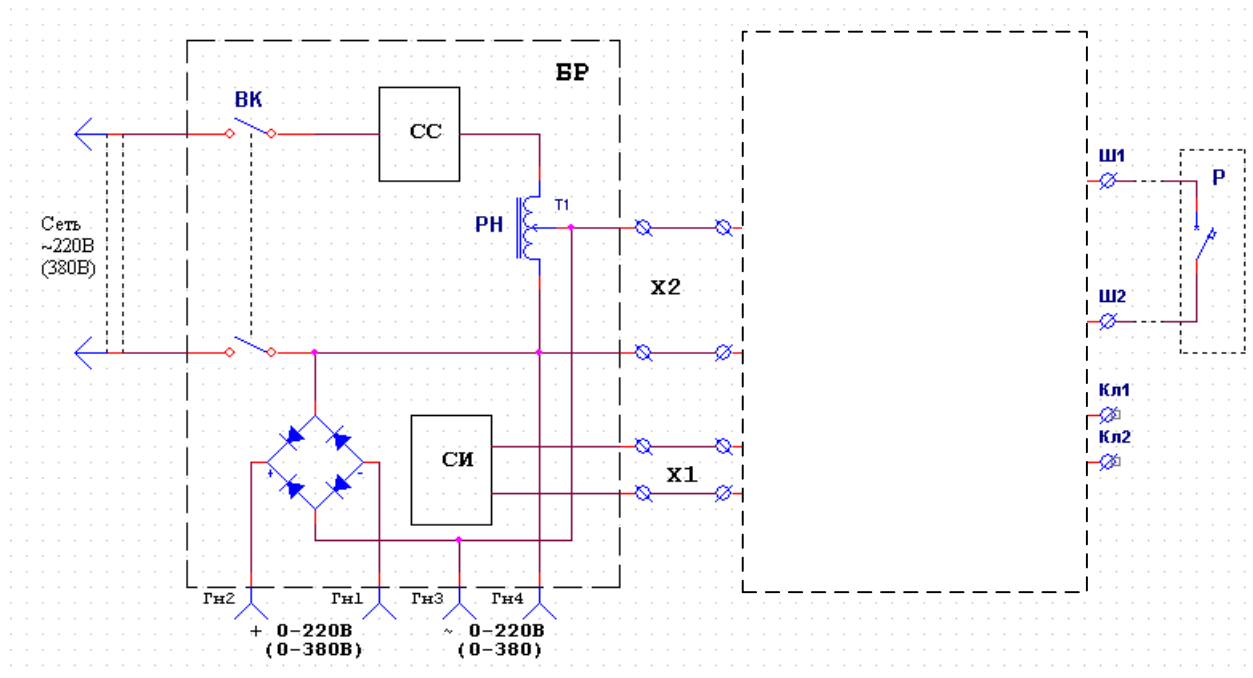 БР
ВК
СС
Ш1
Р
Т1
РН
Сеть
~220В
(380В)
Х2
Ш2
Кл1
Кл2
+
-
СИ
Х1
Гн2
Гн1
Гн3
Гн4
+ 0-220В
(0-380В)
~ 0-220В
(0-380)